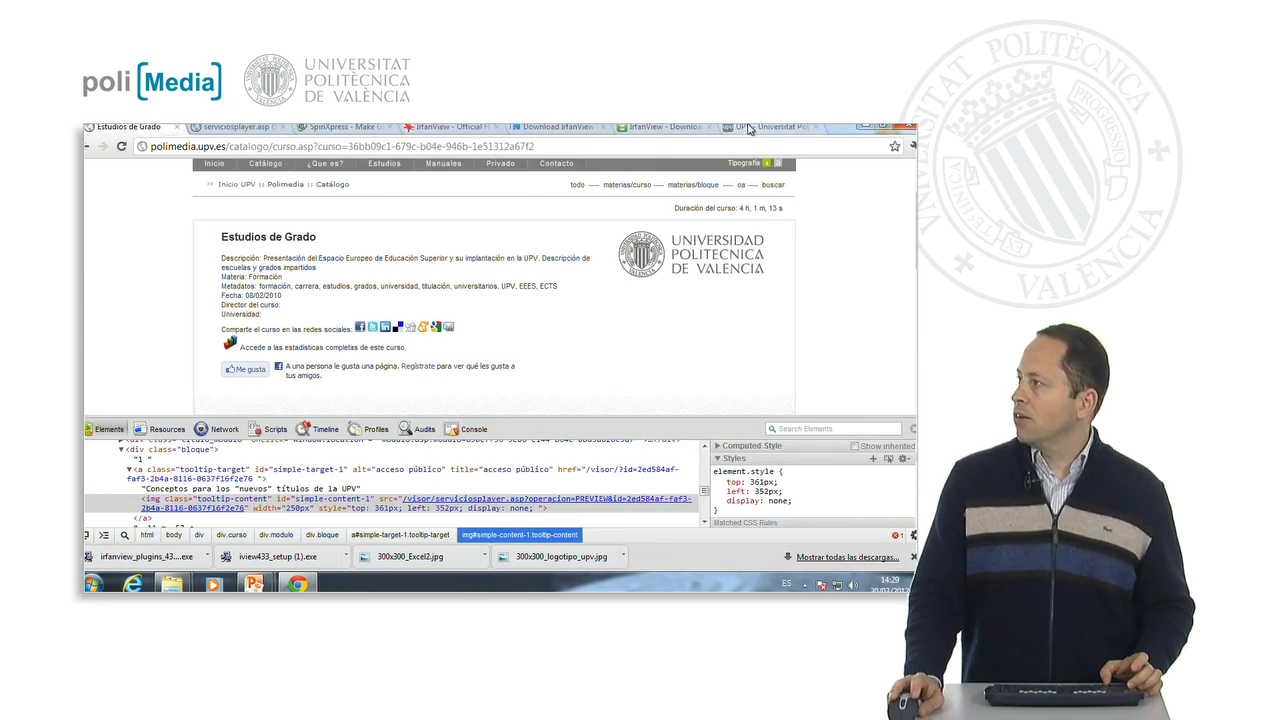 poli [Media]
UNIVERSITAT
POLITÈCNICA
DE VALÈNCIA
UNIVERSITAT POLITÈCNICA
DE VALÈNCIA
Estudios de Grado
serviciosplayer.asp
SpinXpress - Make
IrfanView - Official
Download IrfanView
IrfanView - Downloa
Universitat Pol
polimedia.upv.es/catalogo/curso.asp?curso=36bb09c1-679c-b04e-946b-1e51312a67f2
Inicio Catálogo ¿Que es? Estudios Manuales Privado Contacto Tipografía
>> Inicio UPV :: Polimedia :: Catálogo
todo ---- materias/curso ---- materias/bloque ---- oa ---- buscar
Duración del curso: 4 h, 1 m, 13 s
Estudios de Grado
UNIVERSIDAD
POLITECNICA
DE VALENCIA
Descripción: Presentación del Espacio Europeo de Educación Superior y su implantación en la UPV. Descripción de
escuelas y grados impartidos
Materia: Formación
Metadatos: formación, carrera, estudios, grados, universidad, titulación, universitarios, UPV, EEES, ECTS
Fecha: 08/02/2010
Director del curso:
Universidad:
Comparte el curso en las redes sociales:
Accede a las estadisticas completas de este curso.
Me gusta
A una persona le gusta una página. Regístrate para ver qué les gusta a
tus amigos.
Elements Resources Network Scripts Timeline Profiles Audits Console Search Elements
<div class="bloque">
"1 "
<a class="tooltip-target" id="simple-target-1" alt="acceso público" title="acceso público" href="/visor/?id=2ed584af-
faf3-2b4a-8116-0637f16f2e76">
"Conceptos para los "nuevos" títulos de la UPV"
<img class="tooltip-content" id="simple-content-1" src="/visor/serviciosplayer.asp?operacion=PREVIEW&id=2ed584af-faf3-
2b4a-8116-0637f16f2e76" width="250px" style="top: 361px; left: 352px; display: none; ">
</a>
Computed Style Show inherited
Styles
element.style {
top: 361px;
left: 352px;
display: none;
}
Matched CSS Rules
html body div div.curso div.modulo div.bloque a#simple-target-1.tooltip-target img#simple-content-1.tooltip-content 1
irfanview_plugins_43....exe
iview433_setup (1).exe
300x300_Excel2.jpg
300x300_logotipo_upv.jpg
Mostrar todas las descargas...
ES
14:29